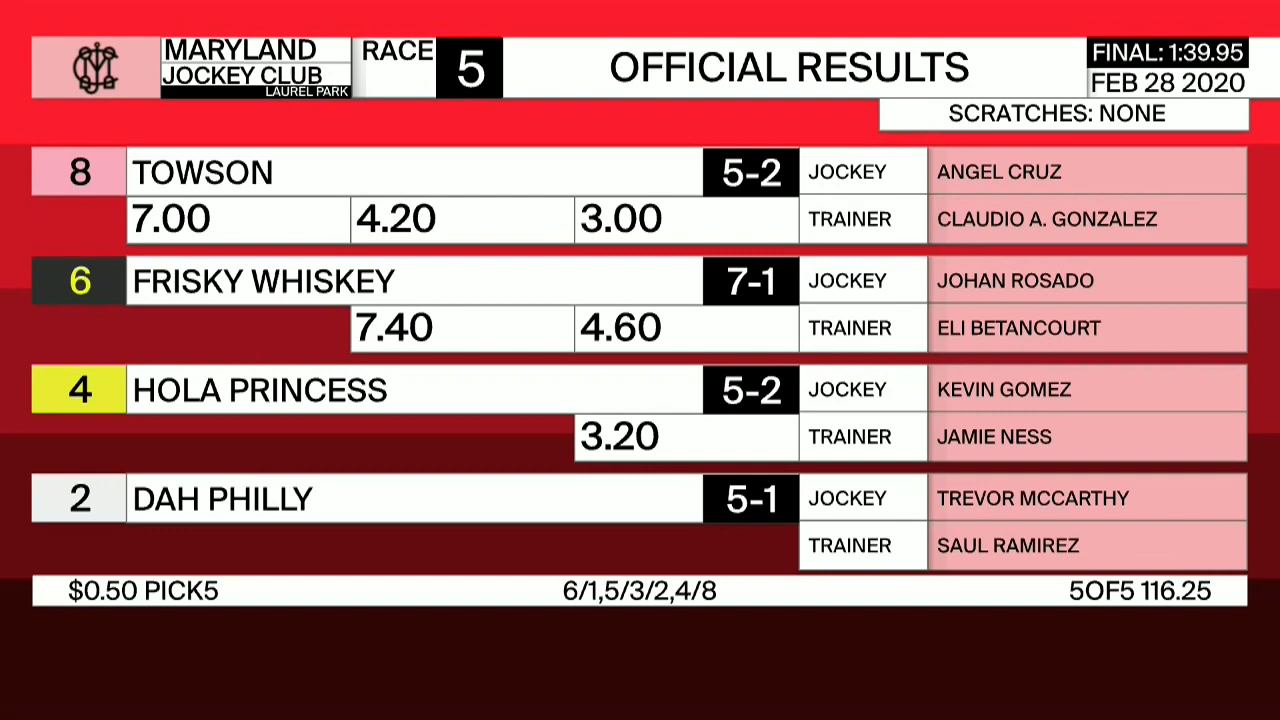 MARYLAND
JOCKEY CLUB
LAUREL PARK
RACE 5
OFFICIAL RESULTS
FINAL: 1:39.95
FEB 28 2020
SCRATCHES: NONE
8 TOWSON 5-2 JOCKEY ANGEL CRUZ
7.00 4.20 3.00 TRAINER CLAUDIO A. GONZALEZ
6 FRISKY WHISKEY 7-1 JOCKEY JOHAN ROSADO
7.40 4.60 TRAINER ELI BETANCOURT
4 HOLA PRINCESS 5-2 JOCKEY KEVIN GOMEZ
3.20 TRAINER JAMIE NESS
2 DAH PHILLY 5-1 JOCKEY TREVOR MCCARTHY
TRAINER SAUL RAMIREZ
$0.50 PICK5 6/1,5/3/2,4/8 5OF5 116.25